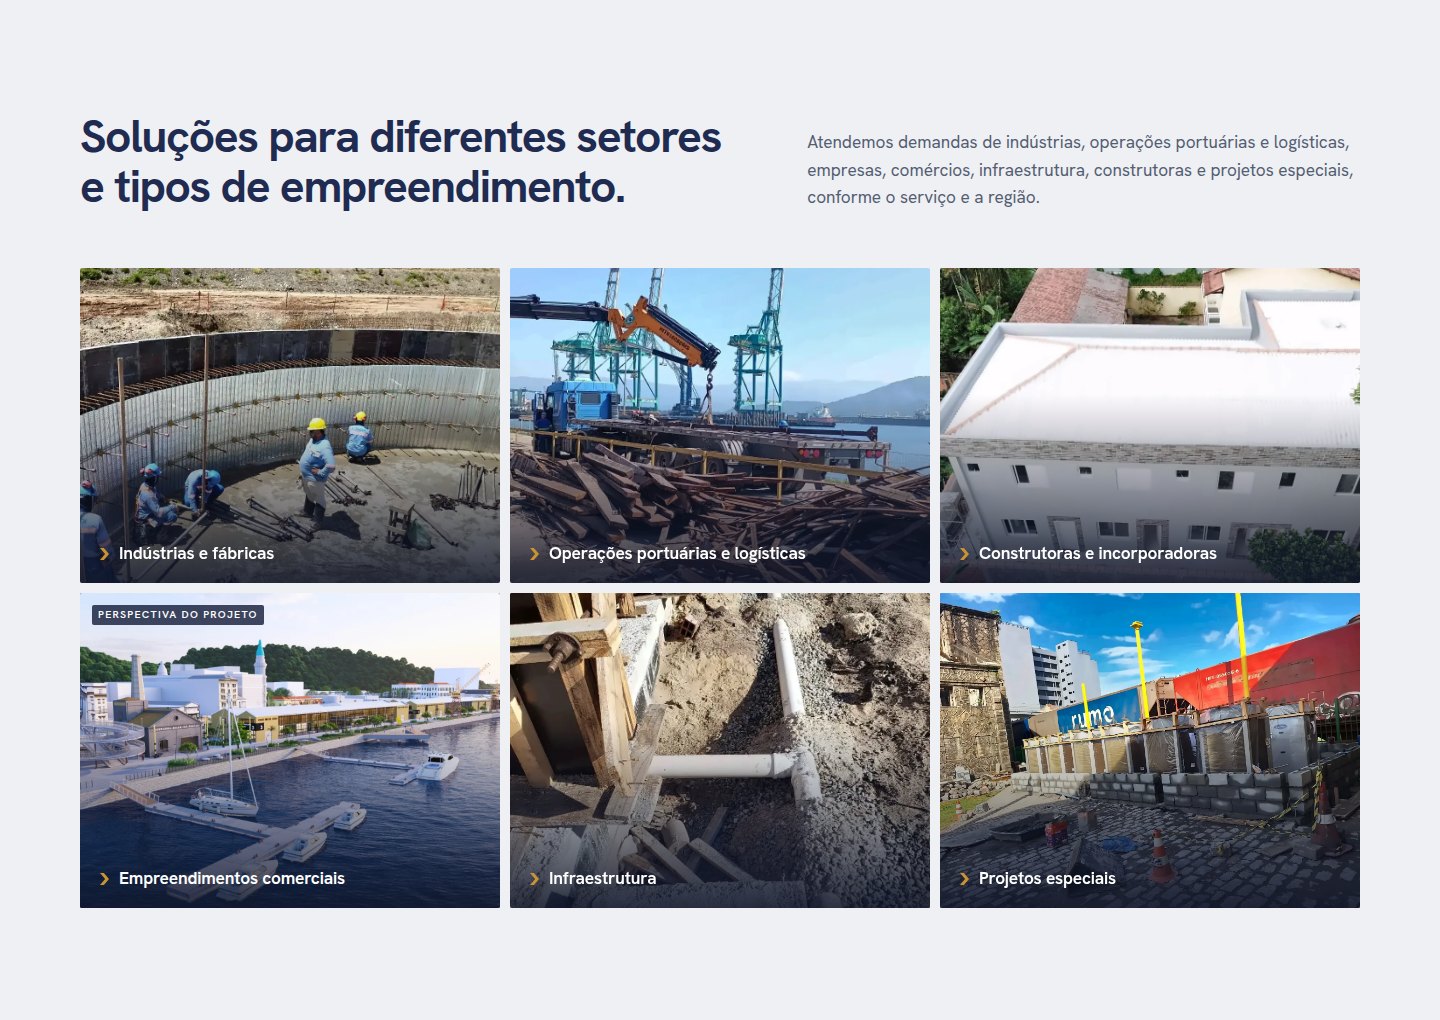 Soluções para diferentes setores
e tipos de empreendimento.
Atendemos demandas de indústrias, operações portuárias e logísticas,
empresas, comércios, infraestrutura, construtoras e projetos especiais,
conforme o serviço e a região.
Indústrias e fábricas
Operações portuárias e logísticas
Construtoras e incorporadoras
PERSPECTIVA DO PROJETO
Empreendimentos comerciais
Infraestrutura
rumo
Projetos especiais